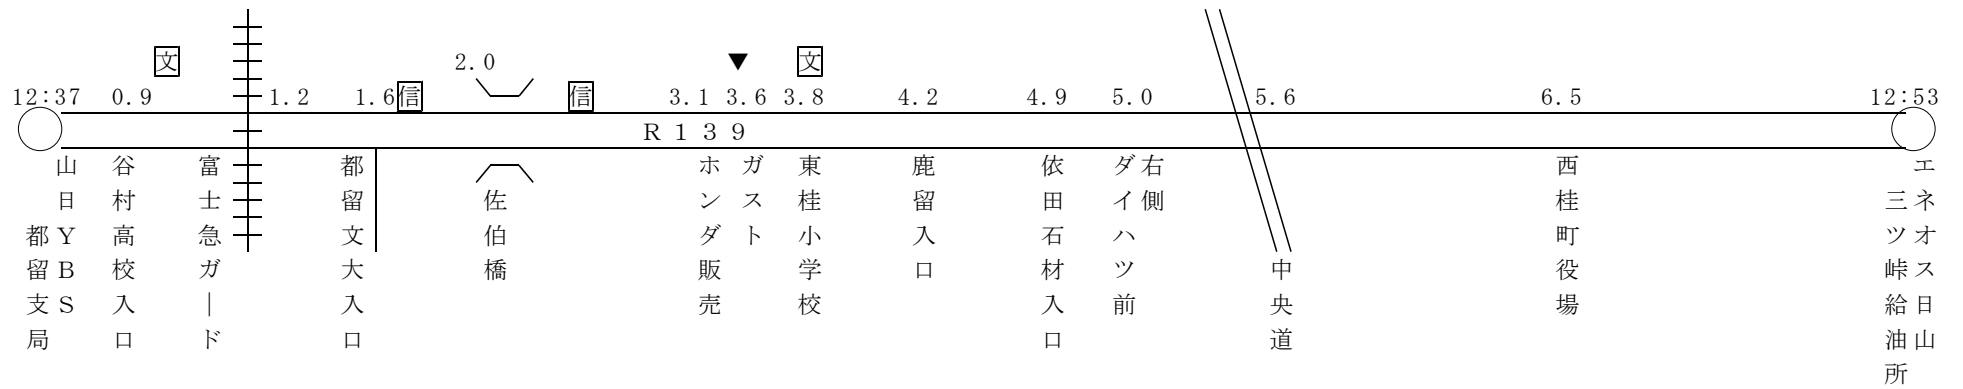 文
2.0
▼
文
12:37
0.9
1.2
1.6
信
信
3.1
3.6
3.8
4.2
4.9
5.0
5.6
6.5
12:53
R139
山日YBS
都留支局
谷村高校入口
富士急ガード
都留文大入口
佐伯橋
ホンダ販売
ガスト
東桂小学校
鹿留入口
依田石材入口
右側
ダイハツ前
中央道
西桂町役場
エネオス日山
三ツ峠給油所